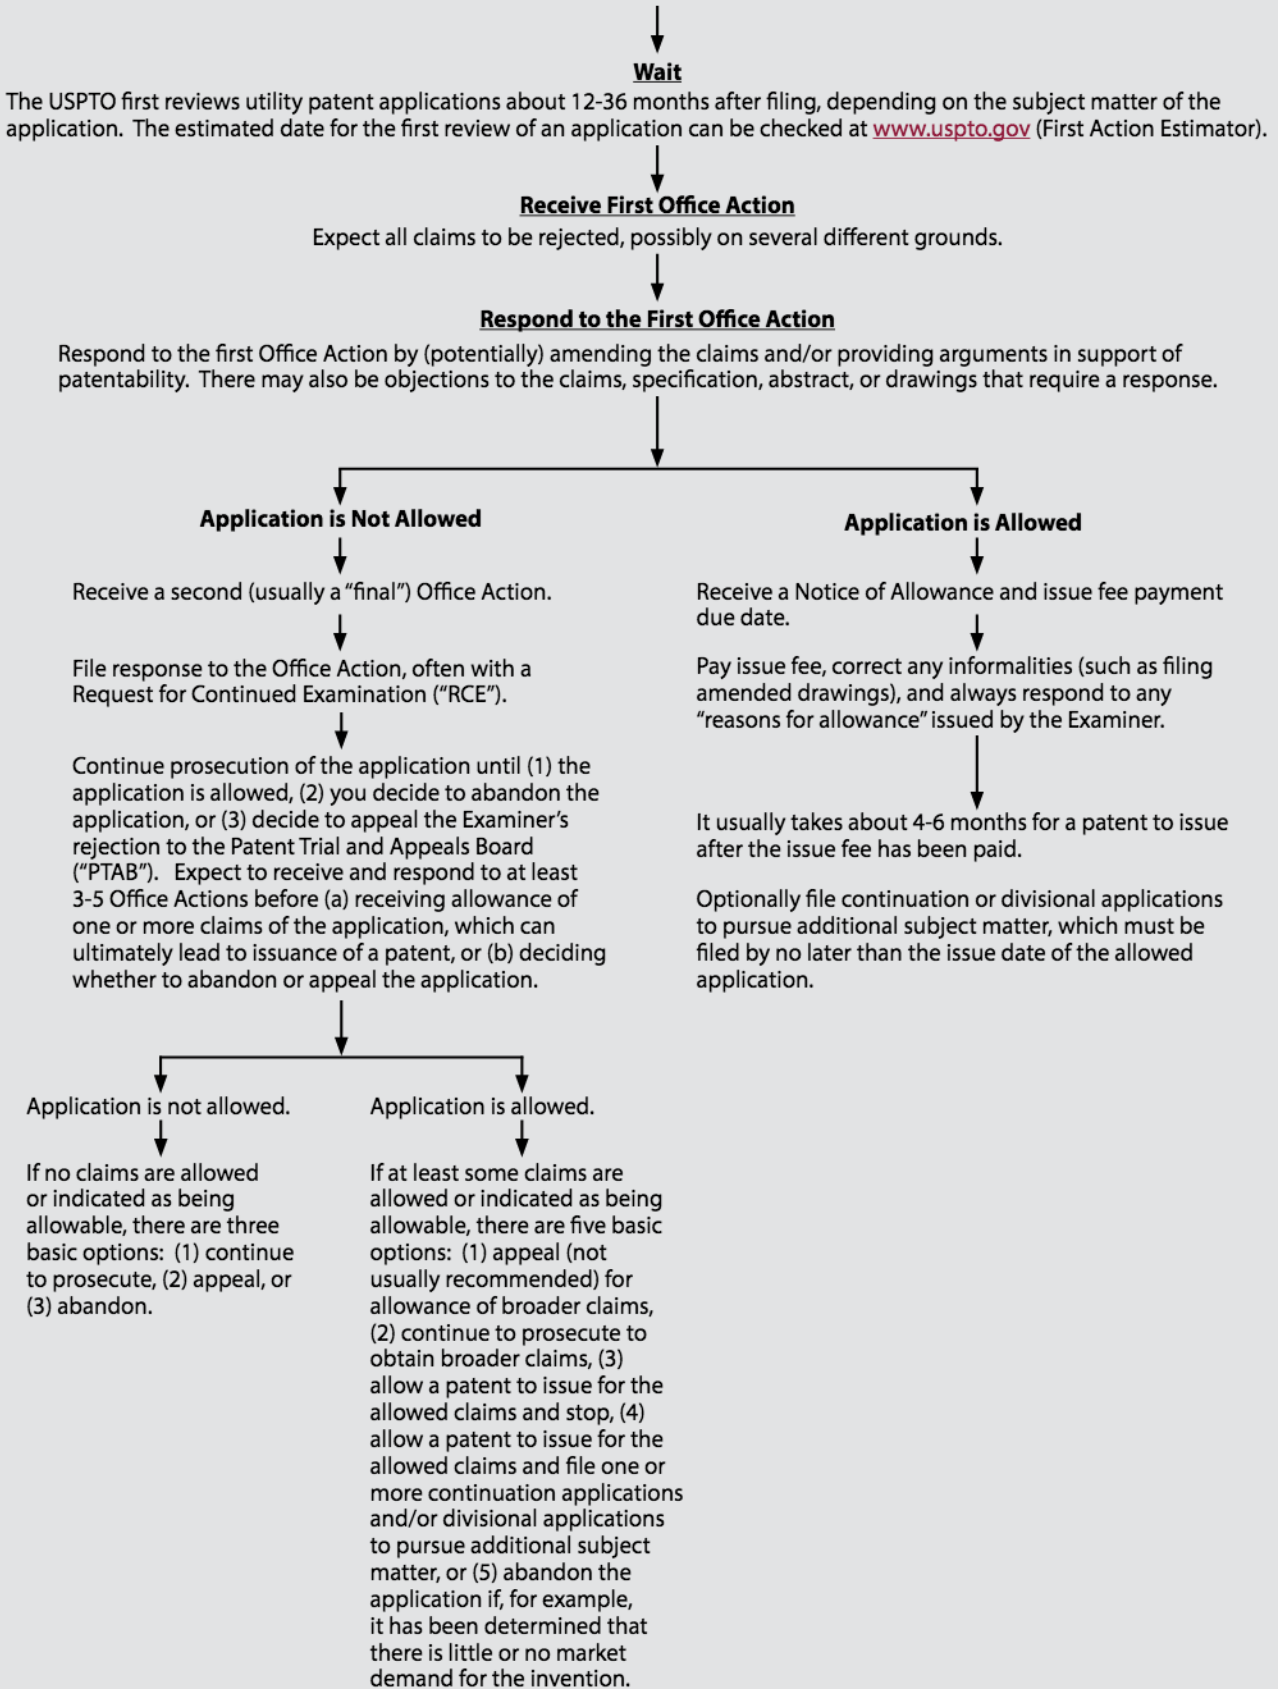 Wait
The USPTO first reviews utility patent applications about 12-36 months after filing, depending on the subject matter of the
application.  The estimated date for the first review of an application can be checked at www.uspto.gov (First Action Estimator).
Receive First Office Action
Expect all claims to be rejected, possibly on several different grounds.
Respond to the First Office Action
Respond to the first Office Action by (potentially) amending the claims and/or providing arguments in support of
patentability.  There may also be objections to the claims, specification, abstract, or drawings that require a response.
Application is Not Allowed
Receive a second (usually a “final”) Office Action.
File response to the Office Action, often with a
Request for Continued Examination (“RCE”).
Continue prosecution of the application until (1) the
application is allowed, (2) you decide to abandon the
application, or (3) decide to appeal the Examiner’s
rejection to the Patent Trial and Appeals Board
(“PTAB”).  Expect to receive and respond to at least
3-5 Office Actions before (a) receiving allowance of
one or more claims of the application, which can
ultimately lead to issuance of a patent, or (b) deciding
whether to abandon or appeal the application.
Application is Allowed
Receive a Notice of Allowance and issue fee payment
due date.
Pay issue fee, correct any informalities (such as filing
amended drawings), and always respond to any
“reasons for allowance” issued by the Examiner.
It usually takes about 4-6 months for a patent to issue
after the issue fee has been paid.
Optionally file continuation or divisional applications
to pursue additional subject matter, which must be
filed by no later than the issue date of the allowed
application.
Application is not allowed.
If no claims are allowed
or indicated as being
allowable, there are three
basic options:  (1) continue
to prosecute, (2) appeal, or
(3) abandon.
Application is allowed.
If at least some claims are
allowed or indicated as being
allowable, there are five basic
options:  (1) appeal (not
usually recommended) for
allowance of broader claims,
(2) continue to prosecute to
obtain broader claims, (3)
allow a patent to issue for the
allowed claims and stop, (4)
allow a patent to issue for the
allowed claims and file one or
more continuation applications
and/or divisional applications
to pursue additional subject
matter, or (5) abandon the
application if, for example,
it has been determined that
there is little or no market
demand for the invention.